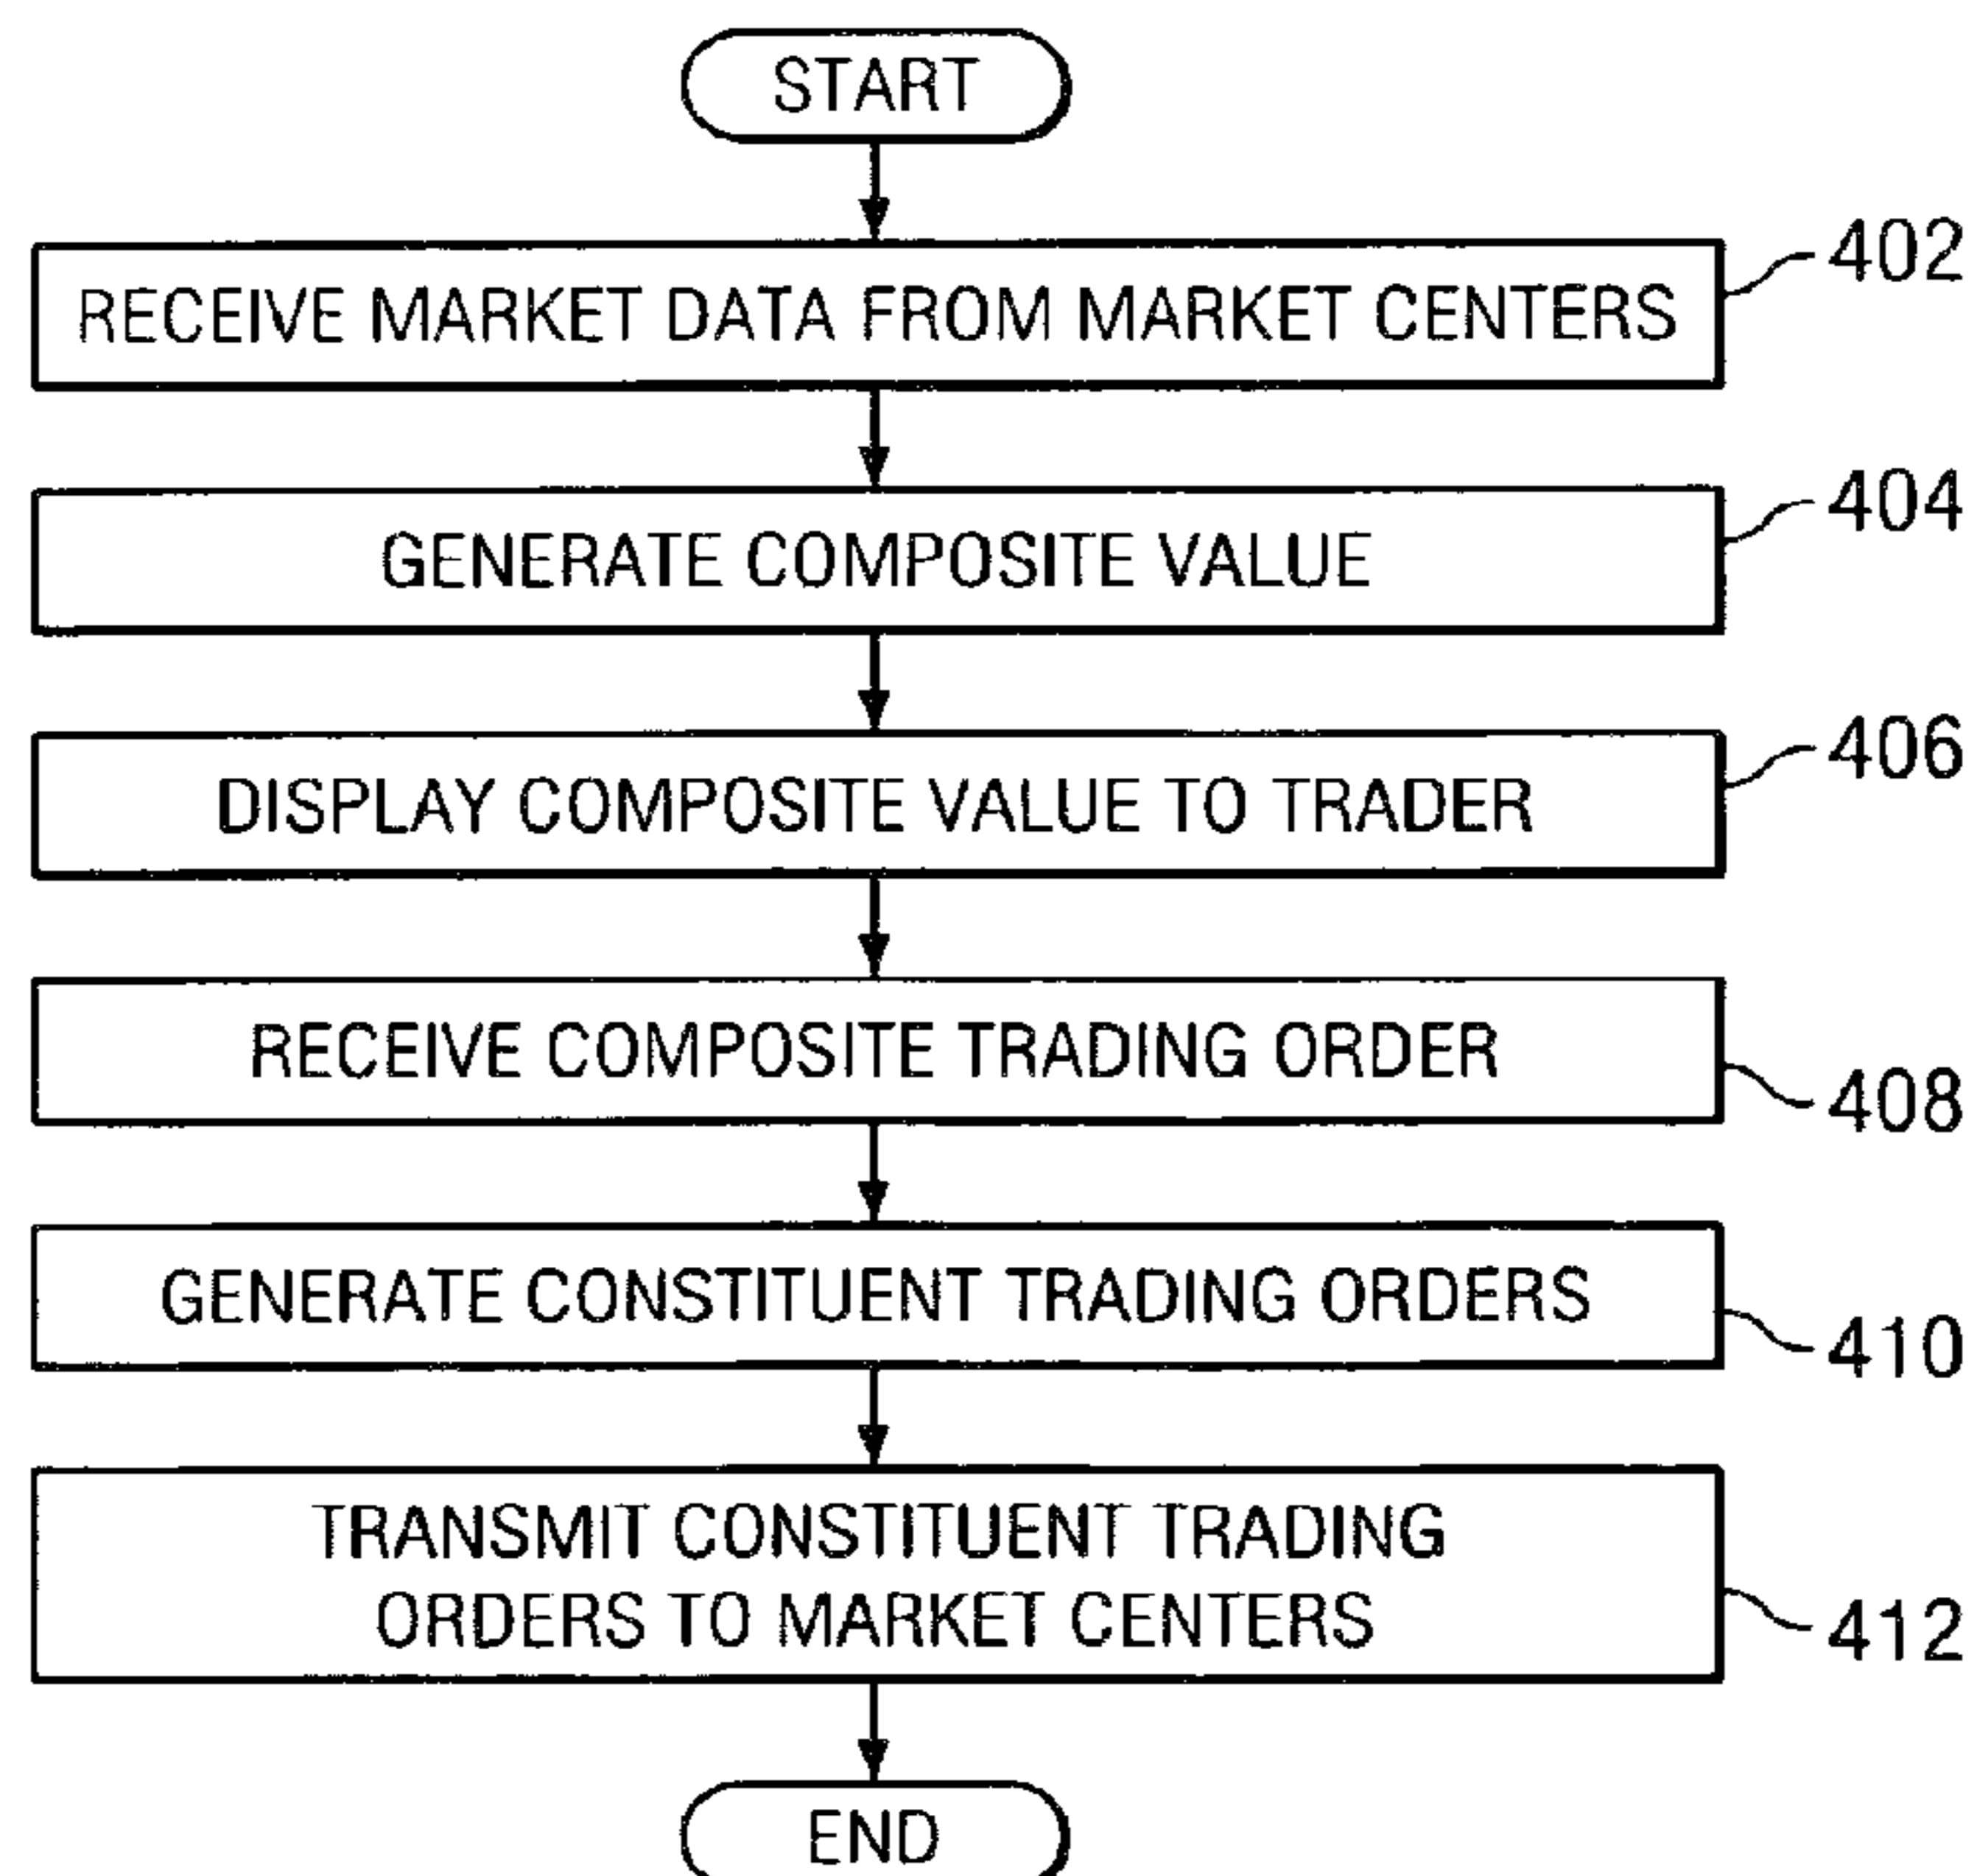 START
RECEIVE MARKET DATA FROM MARKET CENTERS
402
GENERATE COMPOSITE VALUE
404
DISPLAY COMPOSITE VALUE TO TRADER
406
RECEIVE COMPOSITE TRADING ORDER
408
GENERATE CONSTITUENT TRADING ORDERS
410
TRANSMIT CONSTITUENT TRADING
ORDERS TO MARKET CENTERS
412
END